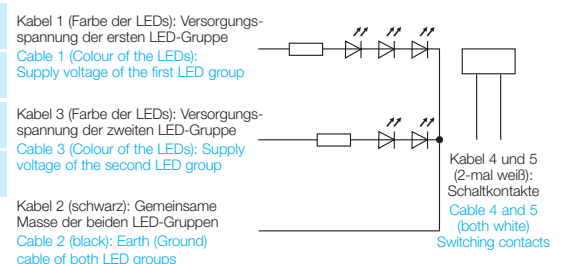 Kabel 1 (Farbe der LEDs): Versorgungs-
spannung der ersten LED-Gruppe
Cable 1 (Colour of the LEDs):
Supply voltage of the first LED group
Kabel 3 (Farbe der LEDs): Versorgungs-
spannung der zweiten LED-Gruppe
Cable 3 (Colour of the LEDs): Supply
voltage of the second LED group
Kabel 2 (schwarz): Gemeinsame
Masse der beiden LED-Gruppen
Cable 2 (black): Earth (Ground)
cable of both LED groups
Kabel 4 und 5
(2-mal weiß):
Schaltkontakte
Cable 4 and 5
(both white)
Switching contacts